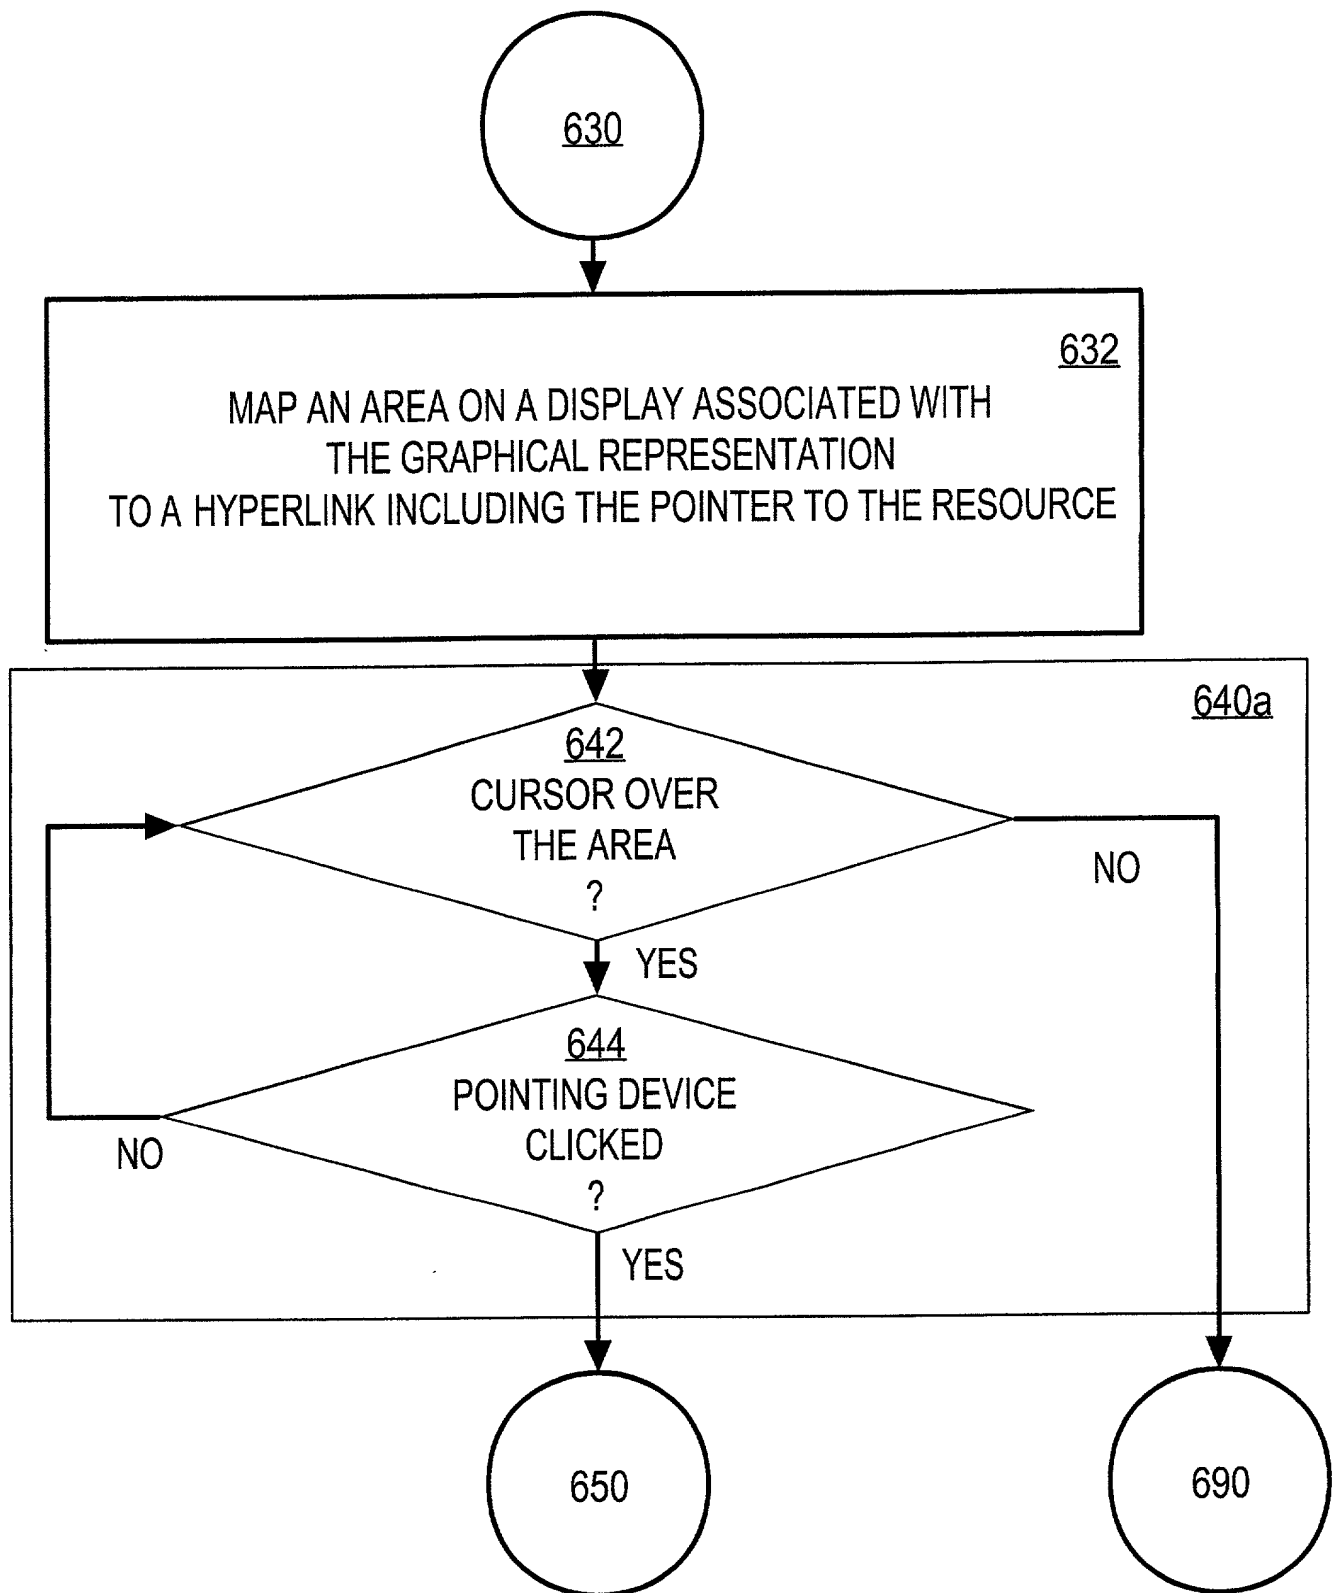 630
632
MAP AN AREA ON A DISPLAY ASSOCIATED WITH
THE GRAPHICAL REPRESENTATION
TO A HYPERLINK INCLUDING THE POINTER TO THE RESOURCE
640a
642
CURSOR OVER
THE AREA
?
NO
YES
644
POINTING DEVICE
CLICKED
?
NO
YES
650
690